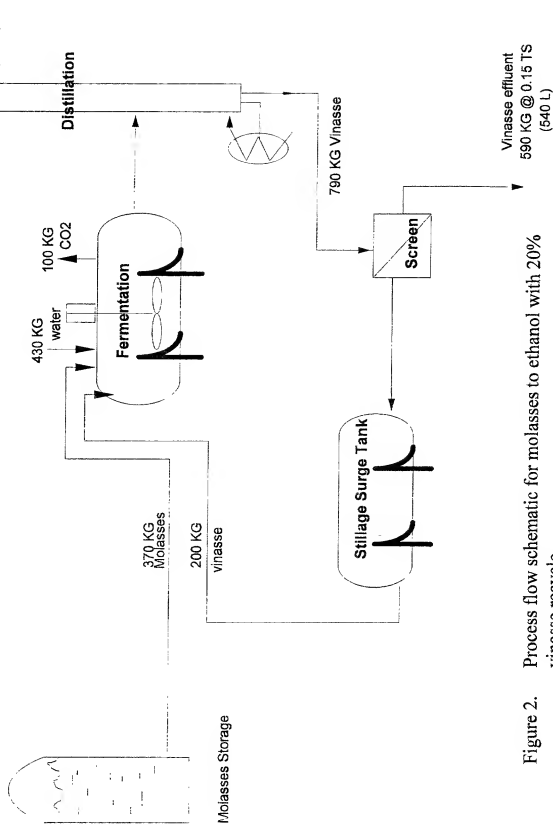 Distillation
100 KG
CO2
430 KG
water
Fermentation
370 KG
Molasses
200 KG
vinasse
790 KG Vinasse
Molasses Storage
Stillage Surge Tank
Screen
Vinasse effluent
590 KG @ 0.15 TS
(540 L)
Figure 2. Process flow schematic for molasses to ethanol with 20%